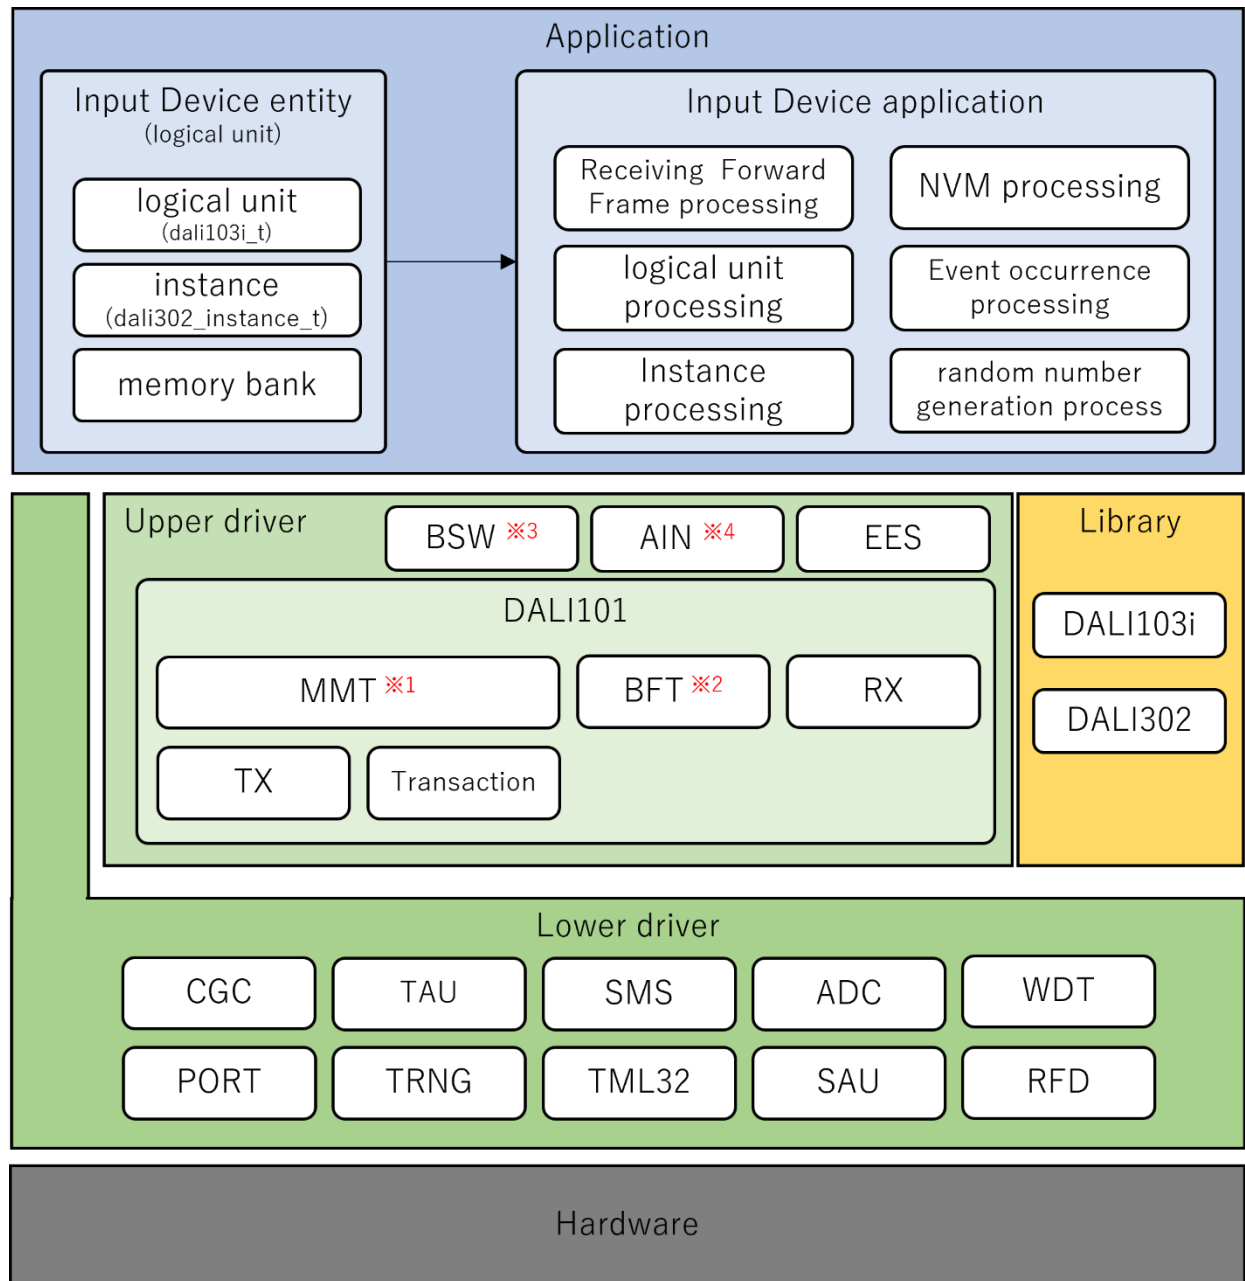 Application
Input Device entity
(logical unit)
logical unit
(dali103i_t)
instance
(dali302_instance_t)
memory bank
Input Device application
Receiving Forward
Frame processing
NVM processing
logical unit
processing
Event occurrence
processing
Instance
processing
random number
generation process
Upper driver
BSW ※3
AIN ※4
EES
DALI101
MMT ※1
BFT ※2
RX
TX
Transaction
Library
DALI103i
DALI302
Lower driver
CGC
TAU
SMS
ADC
WDT
PORT
TRNG
TML32
SAU
RFD
Hardware